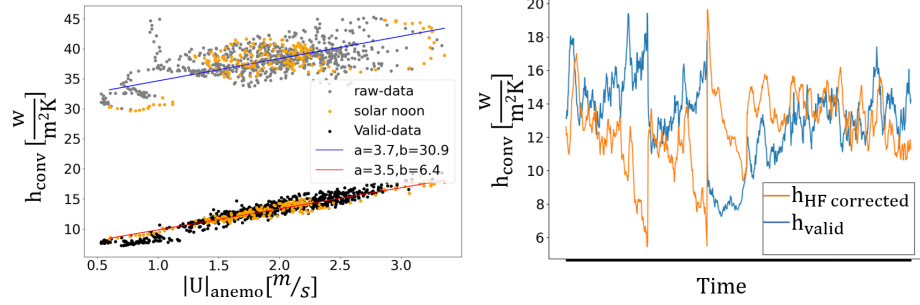 45
40
35
30
25
20
15
10
0.5 1.0 1.5 2.0 2.5 3.0
h_conv [w/m²K]
raw-data
solar noon
Valid-data
a=3.7,b=30.9
a=3.5,b=6.4
|U|_anemo[m/s]
20
18
16
14
12
10
8
6
h_conv [w/m²K]
h_HF corrected
h_valid
Time